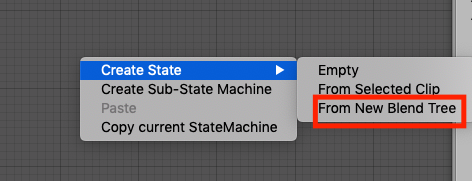 Create State
Create Sub-State Machine
Paste
Copy current StateMachine
Empty
From Selected Clip
From New Blend Tree